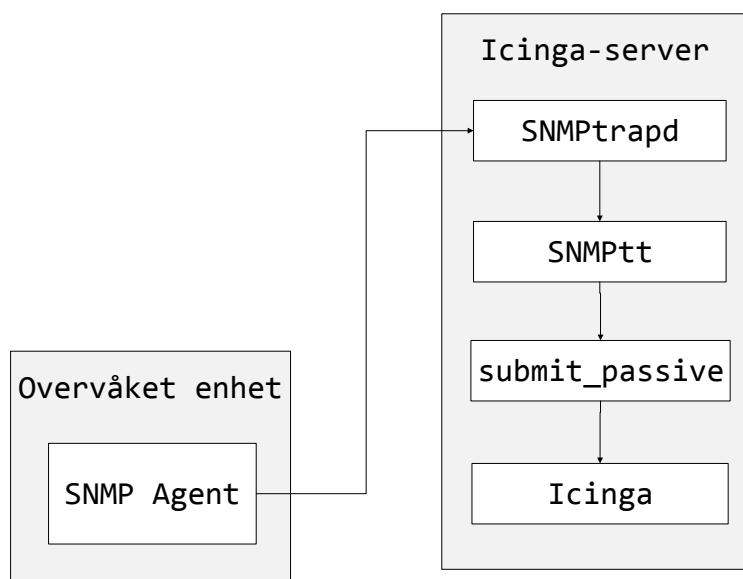 Icinga-server
SNMPtrapd
SNMPtt
submit_passive
Icinga
Overvåket enhet
SNMP Agent